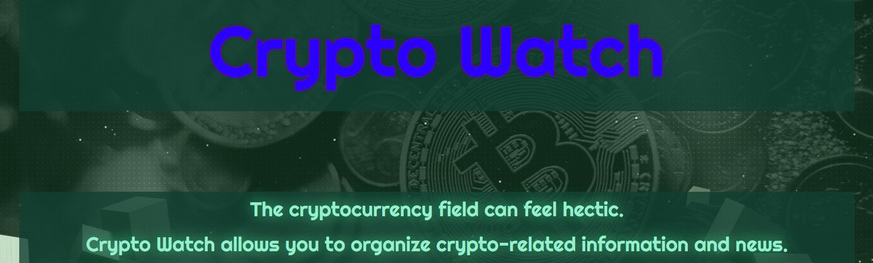 Crypto Watch
DECENTRAL
The cryptocurrency field can feel hectic.
Crypto Watch allows you to organize crypto-related information and news.